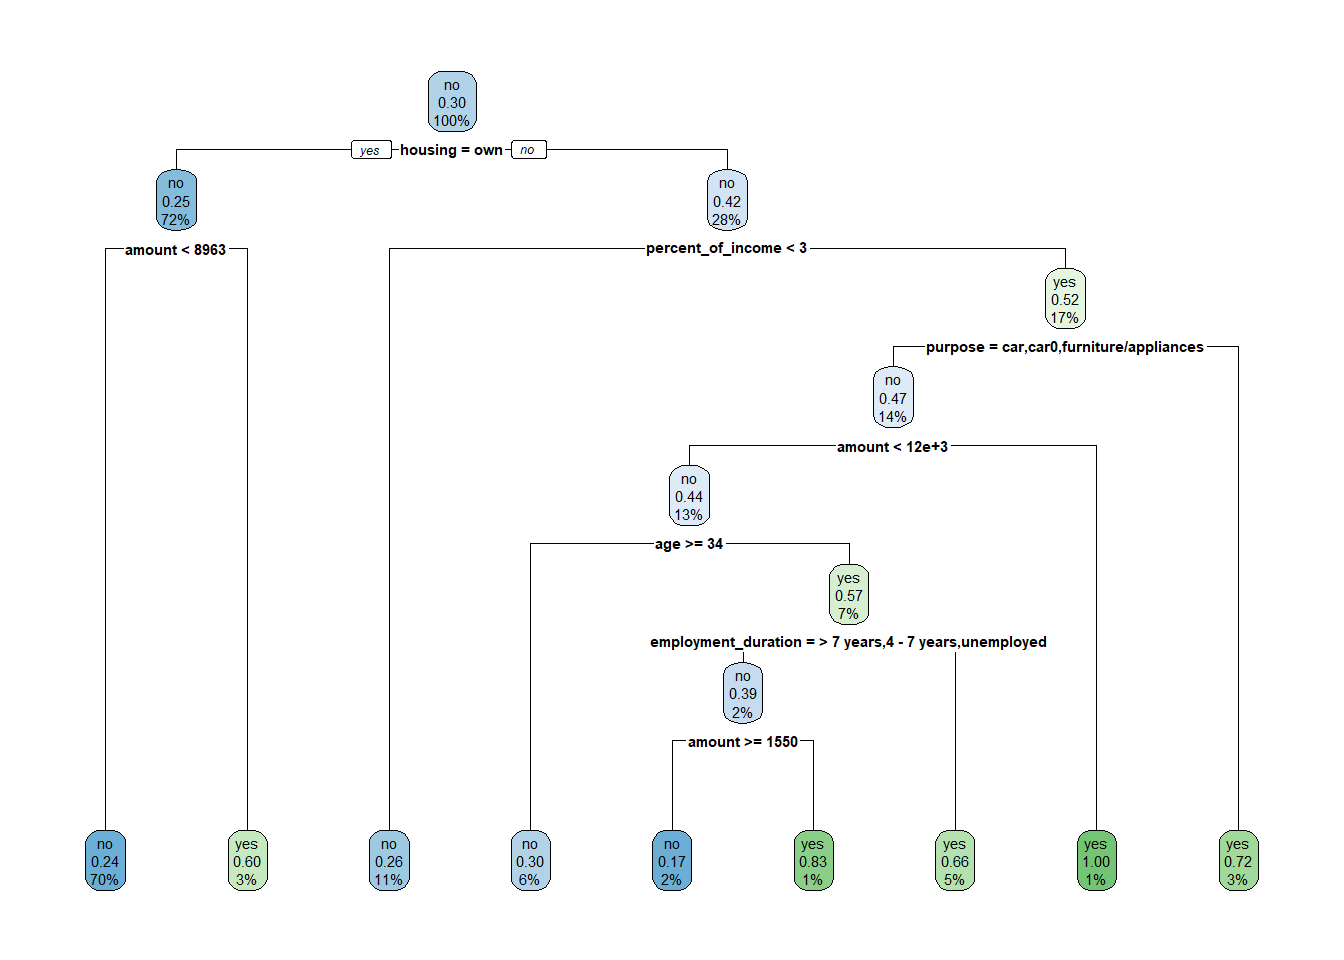 no
0.30
100%
yes housing = own no
no
0.25
72%
no
0.42
28%
amount < 8963
percent_of_income < 3
yes
0.52
17%
purpose = car,car0,furniture/appliances
no
0.47
14%
amount < 12e+3
no
0.44
13%
age >= 34
yes
0.57
7%
employment_duration = > 7 years,4 - 7 years,unemployed
no
0.39
2%
amount >= 1550
no
0.24
70%
yes
0.60
3%
no
0.26
11%
no
0.30
6%
no
0.17
2%
yes
0.83
1%
yes
0.66
5%
yes
1.00
1%
yes
0.72
3%